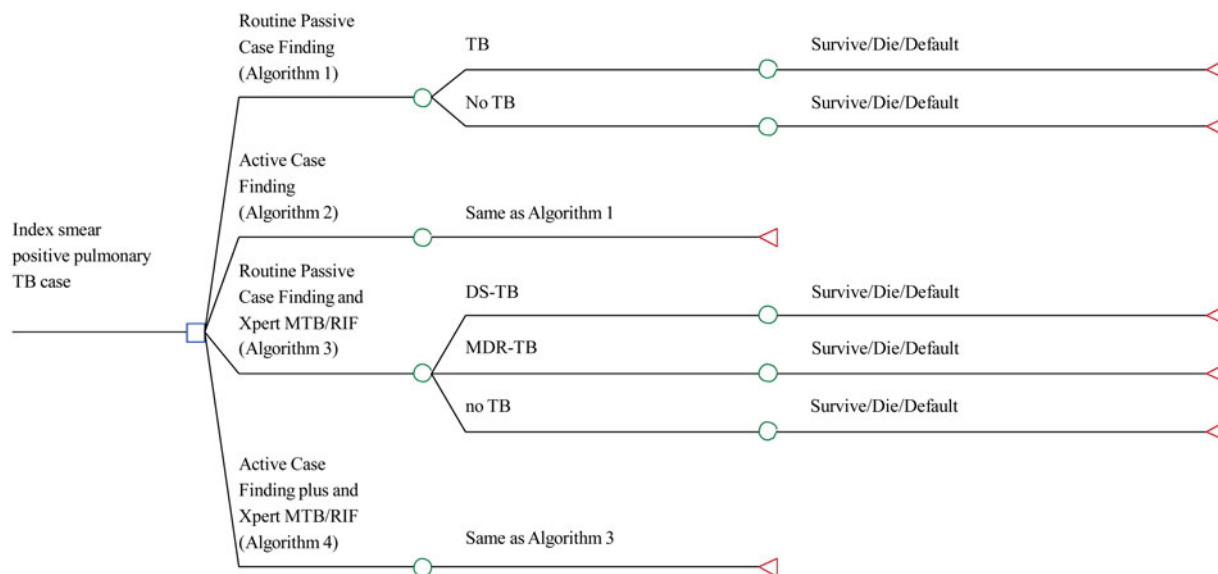 Routine Passive
Case Finding
(Algorithm 1)
TB
Survive/Die/Default
No TB
Survive/Die/Default
Active Case
Finding
(Algorithm 2)
Same as Algorithm 1
Index smear
positive pulmonary
TB case
Routine Passive
Case Finding and
Xpert MTB/RIF
(Algorithm 3)
DS-TB
Survive/Die/Default
MDR-TB
Survive/Die/Default
no TB
Survive/Die/Default
Active Case
Finding plus and
Xpert MTB/RIF
(Algorithm 4)
Same as Algorithm 3